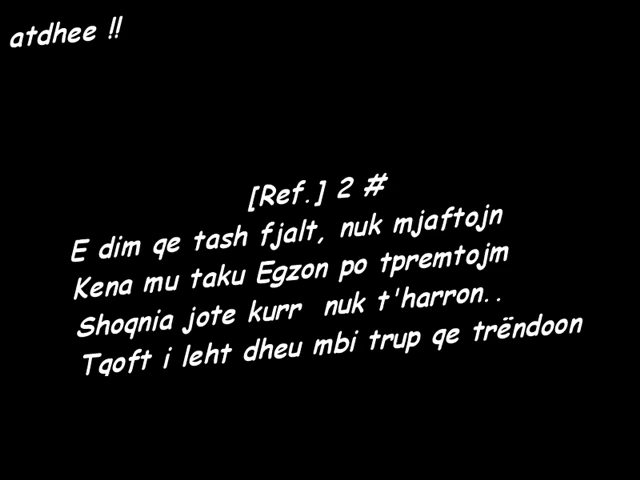 atdhee !!
[Ref.] 2 #
E dim qe tash fjalt, nuk mjaftojn
Kena mu taku Egzon po tpremtojm
Shoqnia jote kurr nuk t'harron..
Tqoft i leht dheu mbi trup qe trëndoon